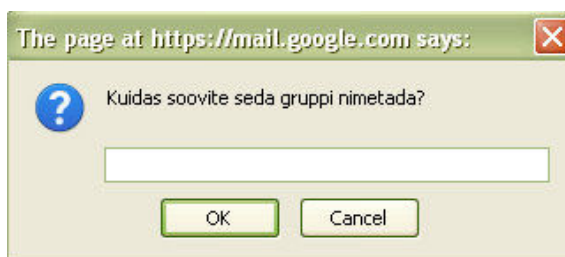 The page at https://mail.google.com says:
Kuidas soovite seda gruppi nimetada?
OK
Cancel